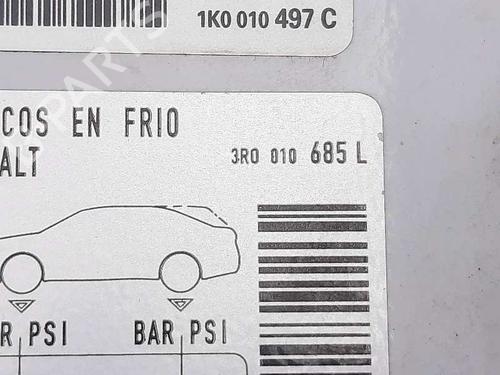 1K0 010 497 C
COS EN FRIO
ALT
3R0 010 685 L
R PSI
BAR PSI